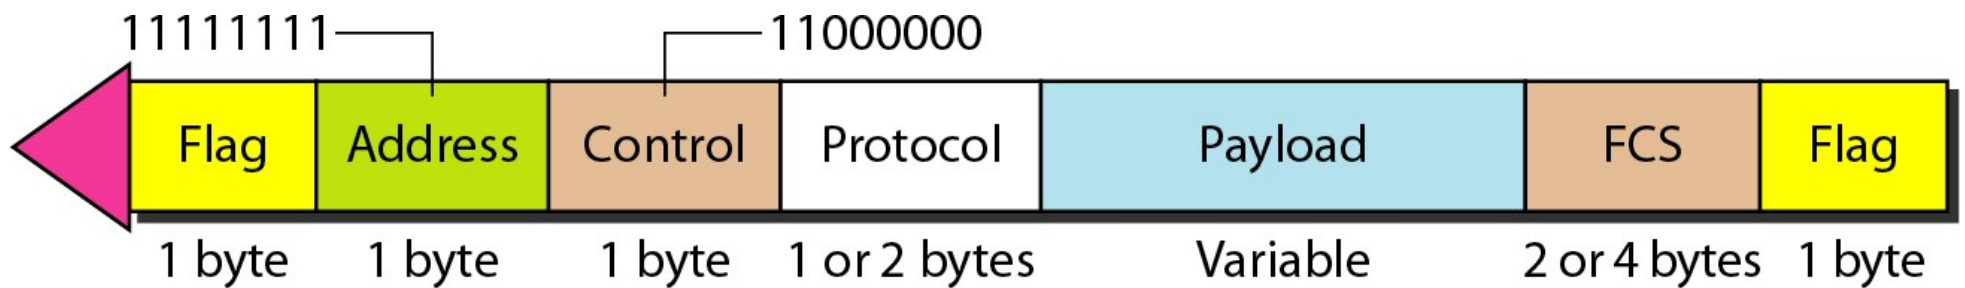 11111111 11000000
Flag Address Control Protocol Payload FCS Flag
1 byte 1 byte 1 byte 1 or 2 bytes Variable 2 or 4 bytes 1 byte